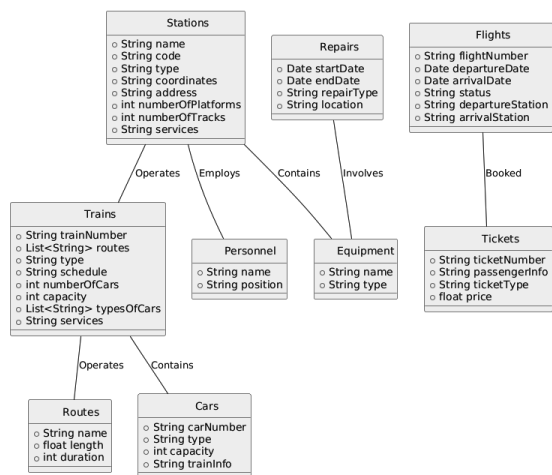 Stations
String name
String code
String type
String coordinates
String address
int numberOfPlatforms
int numberOfTracks
String services
Repairs
Date startDate
Date endDate
String repairType
String location
Flights
String flightNumber
Date departureDate
Date arrivalDate
String status
String departureStation
String arrivalStation
Operates
Employs
Contains
Involves
Booked
Trains
String trainNumber
List<String> routes
String type
String schedule
int numberOfCars
int capacity
List<String> typesOfCars
String services
Personnel
String name
String position
Equipment
String name
String type
Tickets
String ticketNumber
String passengerInfo
String ticketType
float price
Operates
Contains
Routes
String name
float length
int duration
Cars
String carNumber
String type
int capacity
String trainInfo